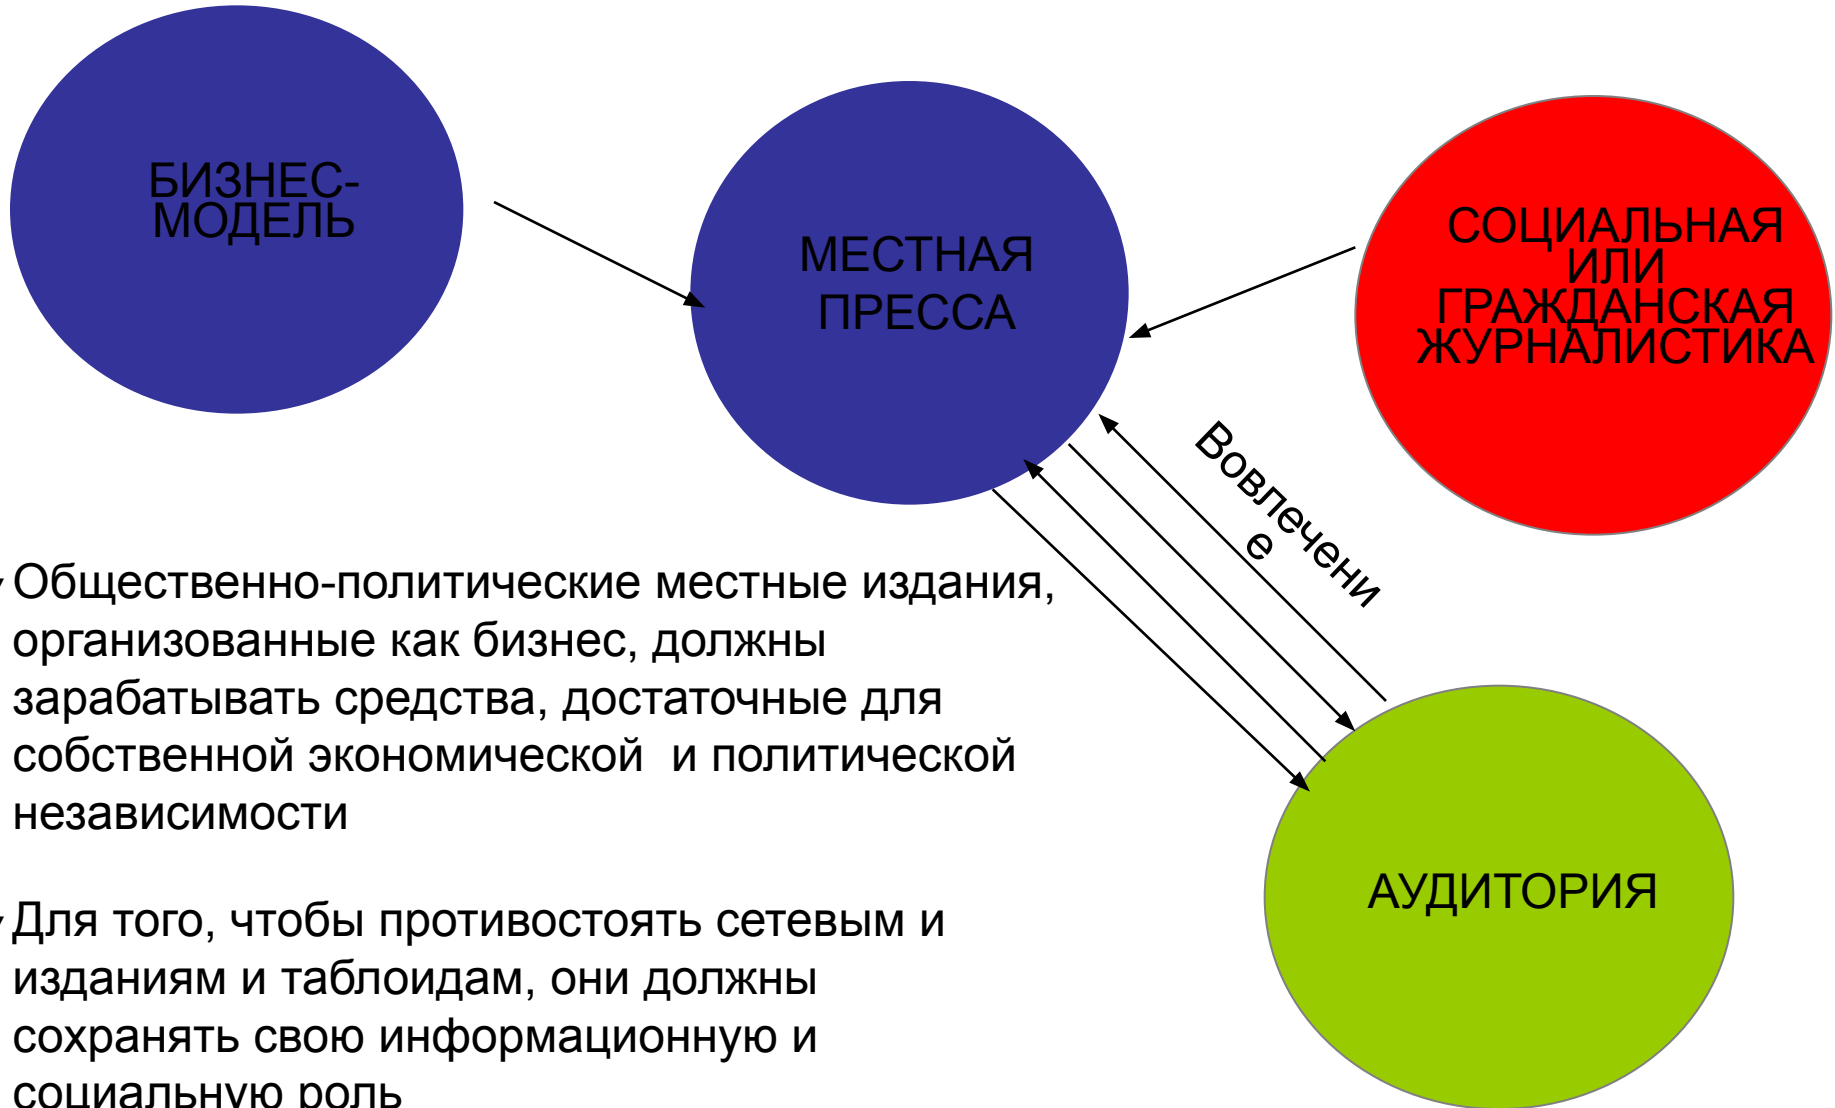 БИЗНЕС-
МОДЕЛЬ
МЕСТНАЯ
ПРЕССА
СОЦИАЛЬНАЯ
ИЛИ
ГРАЖДАНСКАЯ
ЖУРНАЛИСТИКА
Вовлечени
е
Общественно-политические местные издания,
организованные как бизнес, должны
зарабатывать средства, достаточные для
собственной экономической  и политической
независимости
Для того, чтобы противостоять сетевым и
изданиям и таблоидам, они должны
сохранять свою информационную и
социальную роль
АУДИТОРИЯ